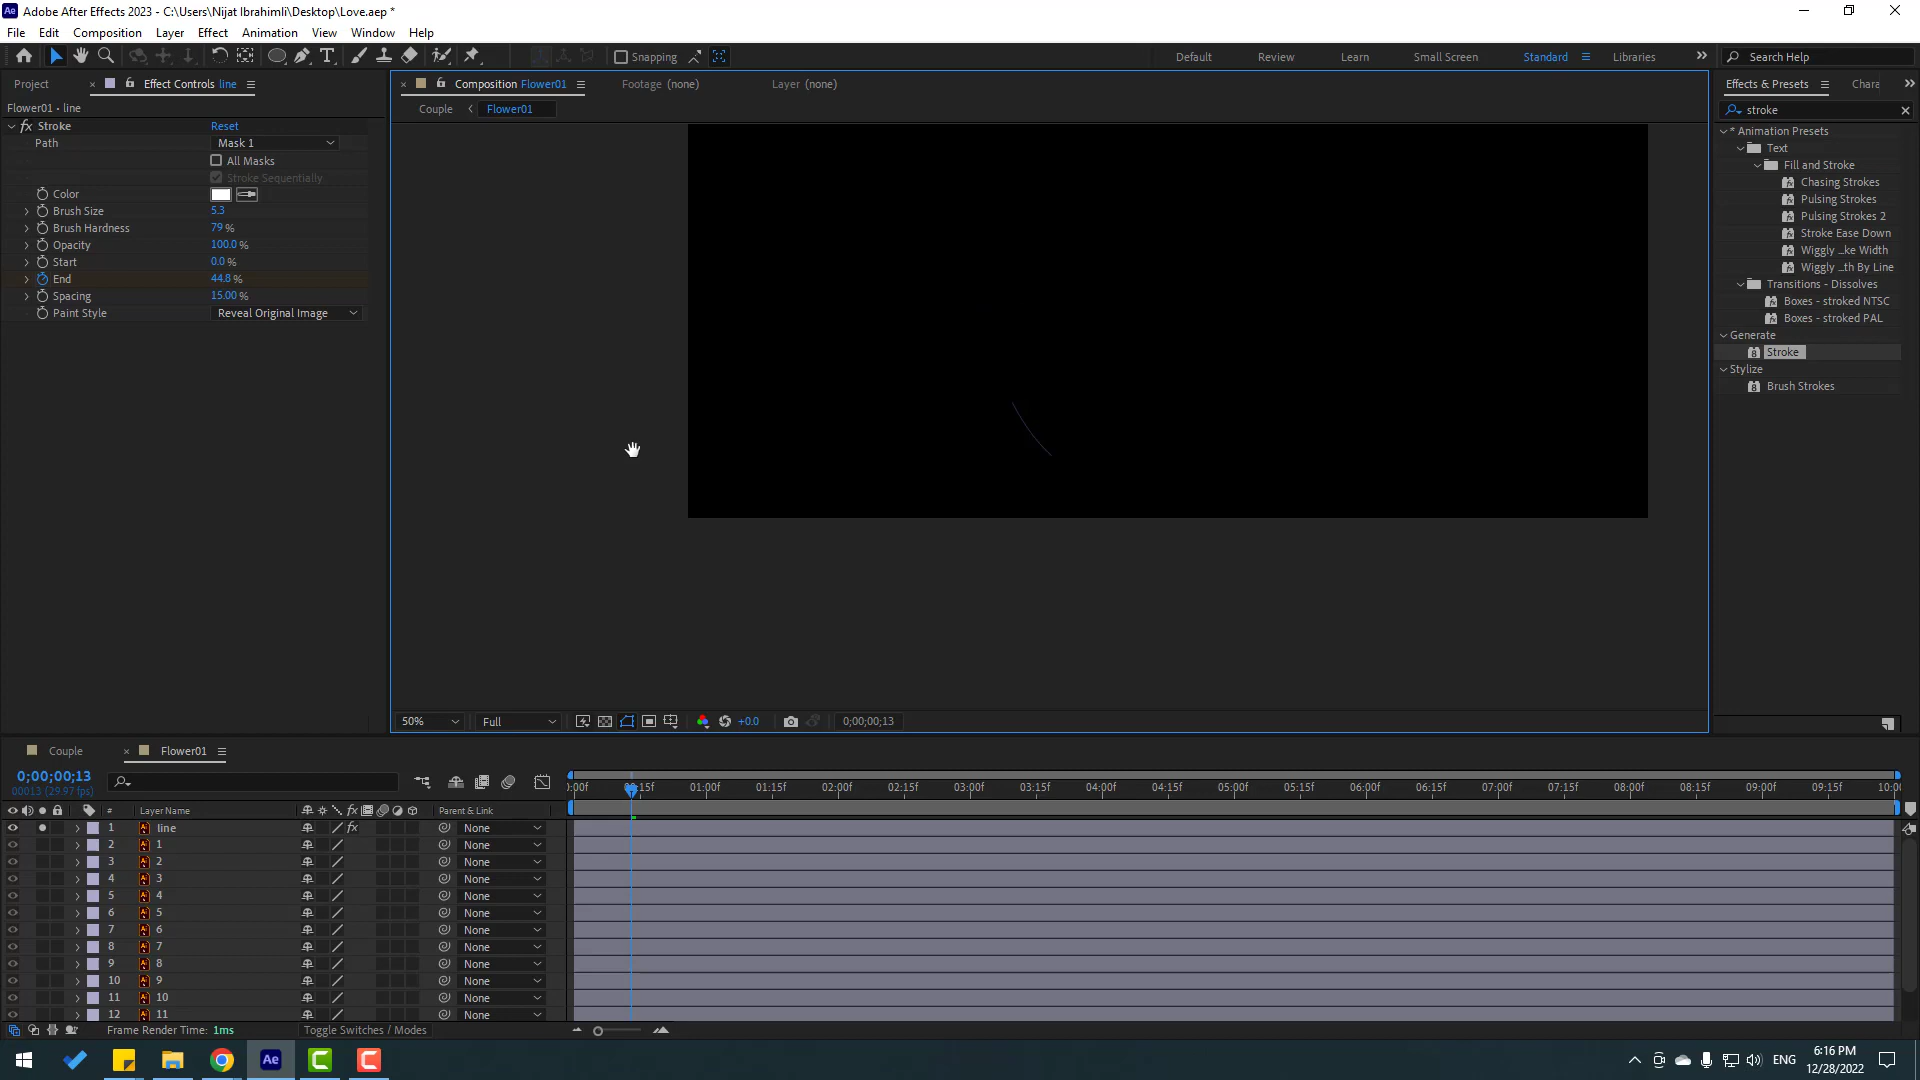 Adobe After Effects 2023 - C:\Users\Nijat Ibrahimli\Desktop\Love.aep *
File Edit Composition Layer Effect Animation View Window Help
Snapping
Default Review Learn Small Screen Standard Libraries
Search Help
Project
Effect Controls line
Composition Flower01
Footage (none)
Layer (none)
Effects & Presets
Chara
Flower01 • line
Couple
Flower01
stroke
fx Stroke Reset
Path Mask 1
All Masks
Stroke Sequentially
Color
Brush Size 5.3
Brush Hardness 79 %
Opacity 100.0 %
Start 0.0 %
End 44.8 %
Spacing 15.00 %
Paint Style Reveal Original Image
* Animation Presets
Text
Fill and Stroke
Chasing Strokes
Pulsing Strokes
Pulsing Strokes 2
Stroke Ease Down
Wiggly ...ke Width
Wiggly ...th By Line
Transitions - Dissolves
Boxes - stroked NTSC
Boxes - stroked PAL
Generate
Stroke
Stylize
Brush Strokes
50% Full +0.0 0;00;00;13
Couple
Flower01
0;00;00;13
00013 (29.97 fps)
:00f 00:15f 01:00f 01:15f 02:00f 02:15f 03:00f 03:15f 04:00f 04:15f 05:00f 05:15f 06:00f 06:15f 07:00f 07:15f 08:00f 08:15f 09:00f 09:15f 10:00
# Layer Name fx Parent & Link
1 line fx None
2 1 None
3 2 None
4 3 None
5 4 None
6 5 None
7 6 None
8 7 None
9 8 None
10 9 None
11 10 None
12 11 None
Frame Render Time: 1ms
Toggle Switches / Modes
Ae
ENG
6:16 PM
12/28/2022